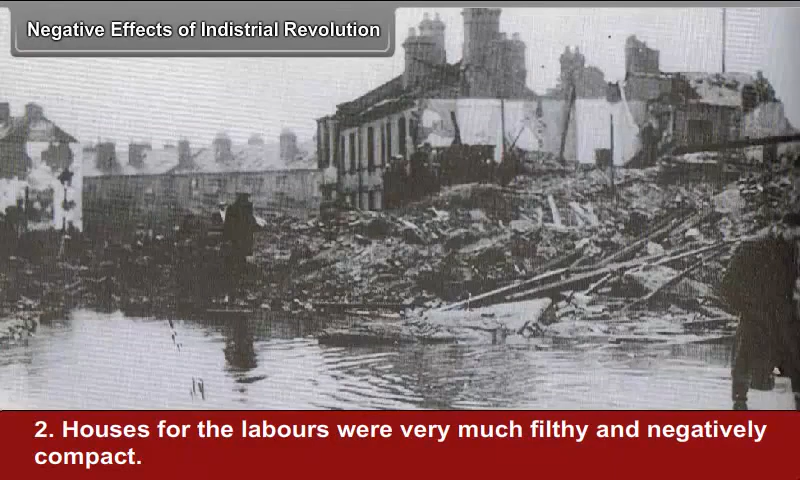 Negative Effects of Indistrial Revolution
2. Houses for the labours were very much filthy and negatively
compact.